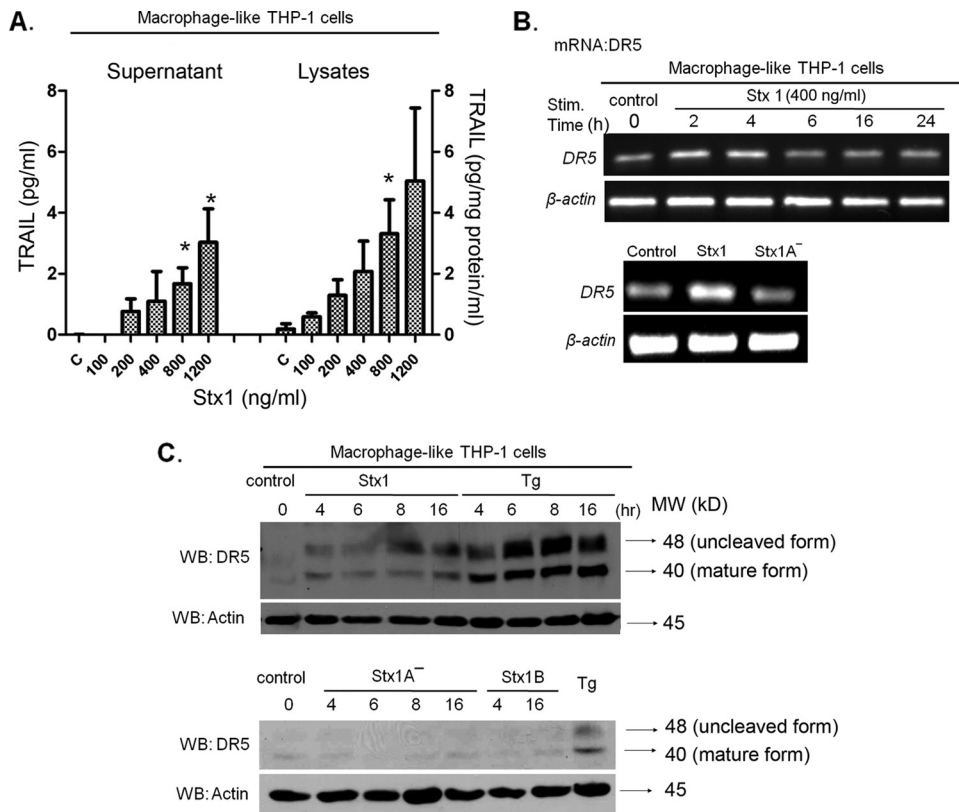 A.
Macrophage-like THP-1 cells
Supernatant Lysates
TRAIL (pg/ml)
8
6
4
2
0
* *
*
8
6
4
2
0
TRAIL (pg/mg protein/ml)
C 100 200 400 800 1200 C 100 200 400 800 1200
Stx1 (ng/ml)
B.
mRNA:DR5
Macrophage-like THP-1 cells
Stim. control Stx 1 (400 ng/ml)
Time (h) 0 2 4 6 16 24
DR5
β-actin
Control Stx1 Stx1A⁻
DR5
β-actin
C.
Macrophage-like THP-1 cells
control Stx1 Tg
0 4 6 8 16 4 6 8 16 (hr) MW (kD)
WB: DR5
48 (uncleaved form)
40 (mature form)
WB: Actin 45
control Stx1A⁻ Stx1B Tg
0 4 6 8 16 4 16
WB: DR5
48 (uncleaved form)
40 (mature form)
WB: Actin 45